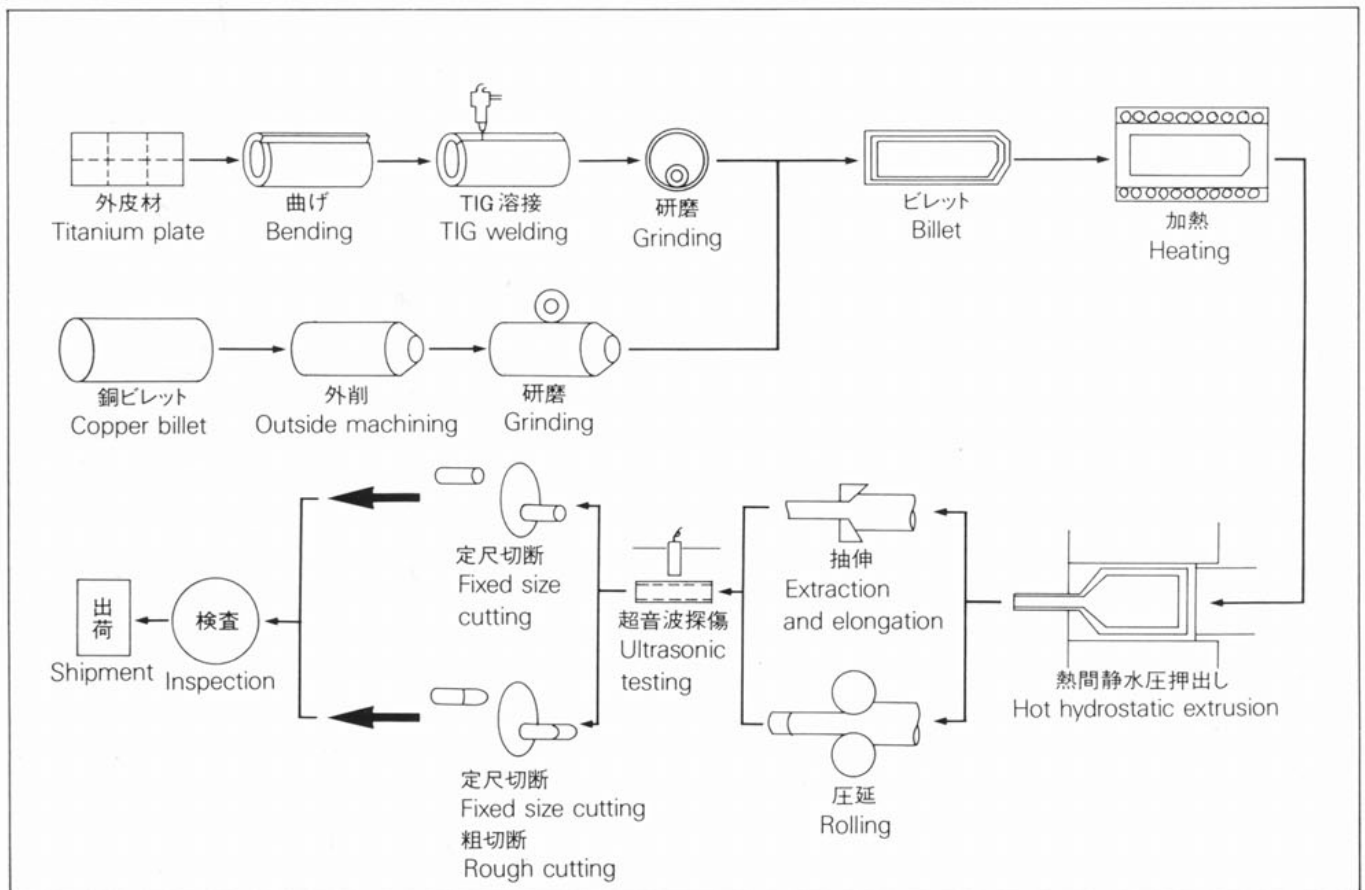 外皮材
Titanium plate
曲げ
Bending
TIG 溶接
TIG welding
研磨
Grinding
ビレット
Billet
加熱
Heating
銅ビレット
Copper billet
外削
Outside machining
研磨
Grinding
定尺切断
Fixed size
cutting
超音波探傷
Ultrasonic
testing
抽伸
Extraction
and elongation
熱間静水圧押出し
Hot hydrostatic extrusion
出荷
Shipment
検査
Inspection
定尺切断
Fixed size cutting
粗切断
Rough cutting
圧延
Rolling